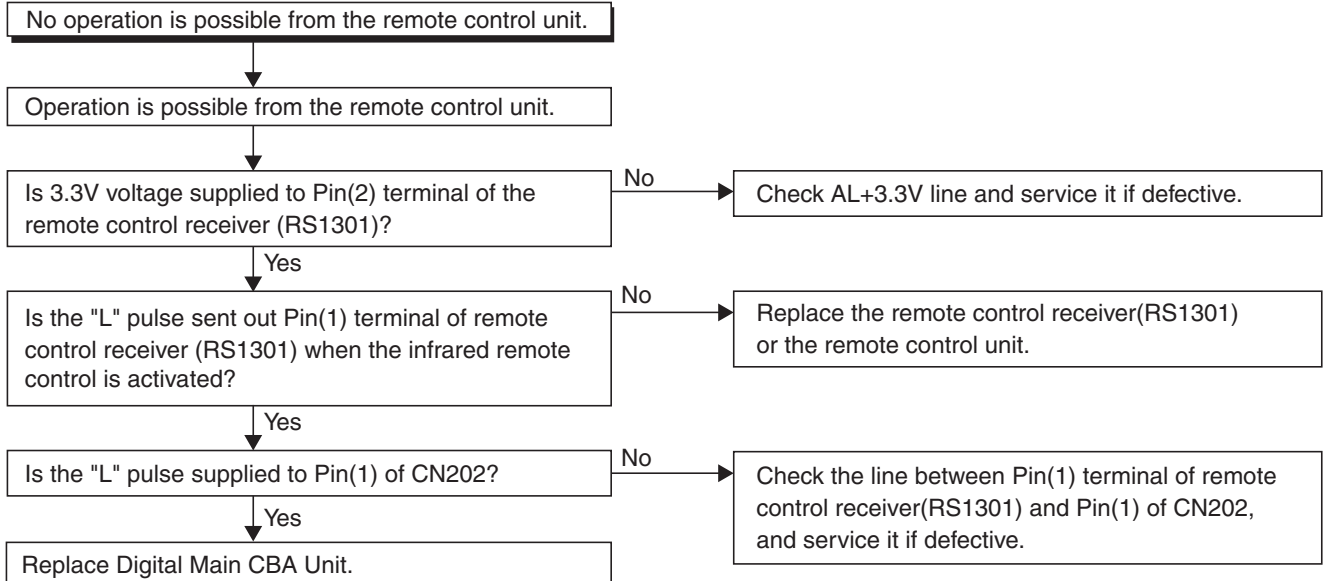 No operation is possible from the remote control unit.
Operation is possible from the remote control unit.
Is 3.3V voltage supplied to Pin(2) terminal of the
remote control receiver (RS1301)?
No
Check AL+3.3V line and service it if defective.
Yes
Is the "L" pulse sent out Pin(1) terminal of remote
control receiver (RS1301) when the infrared remote
control is activated?
No
Replace the remote control receiver(RS1301)
or the remote control unit.
Yes
Is the "L" pulse supplied to Pin(1) of CN202?
No
Check the line between Pin(1) terminal of remote
control receiver(RS1301) and Pin(1) of CN202,
and service it if defective.
Yes
Replace Digital Main CBA Unit.